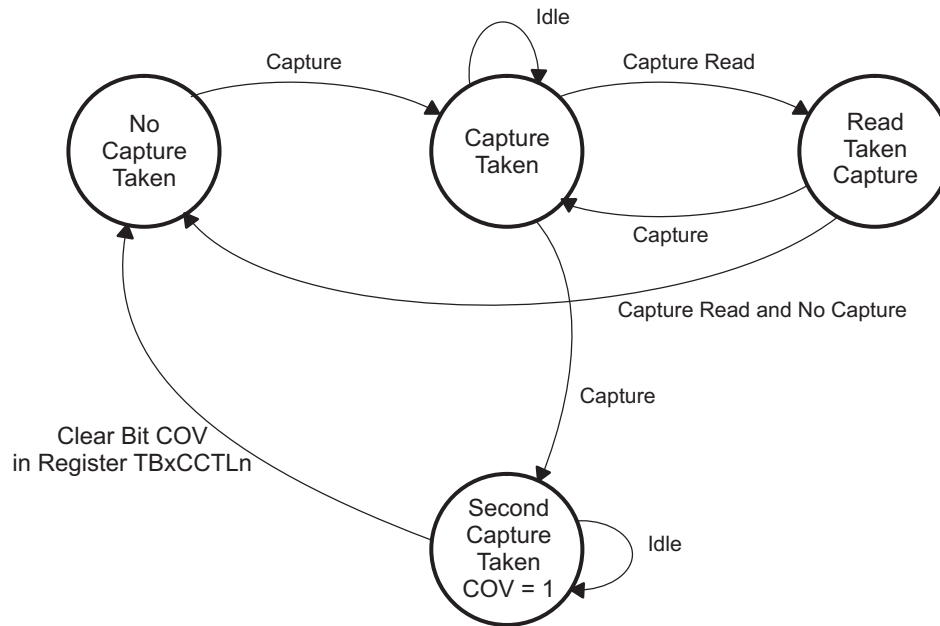 Idle
Capture
Capture Read
No
Capture
Taken
Capture
Taken
Read
Taken
Capture
Capture
Capture Read and No Capture
Capture
Clear Bit COV
in Register TBxCCTLn
Second
Capture
Taken
COV = 1
Idle